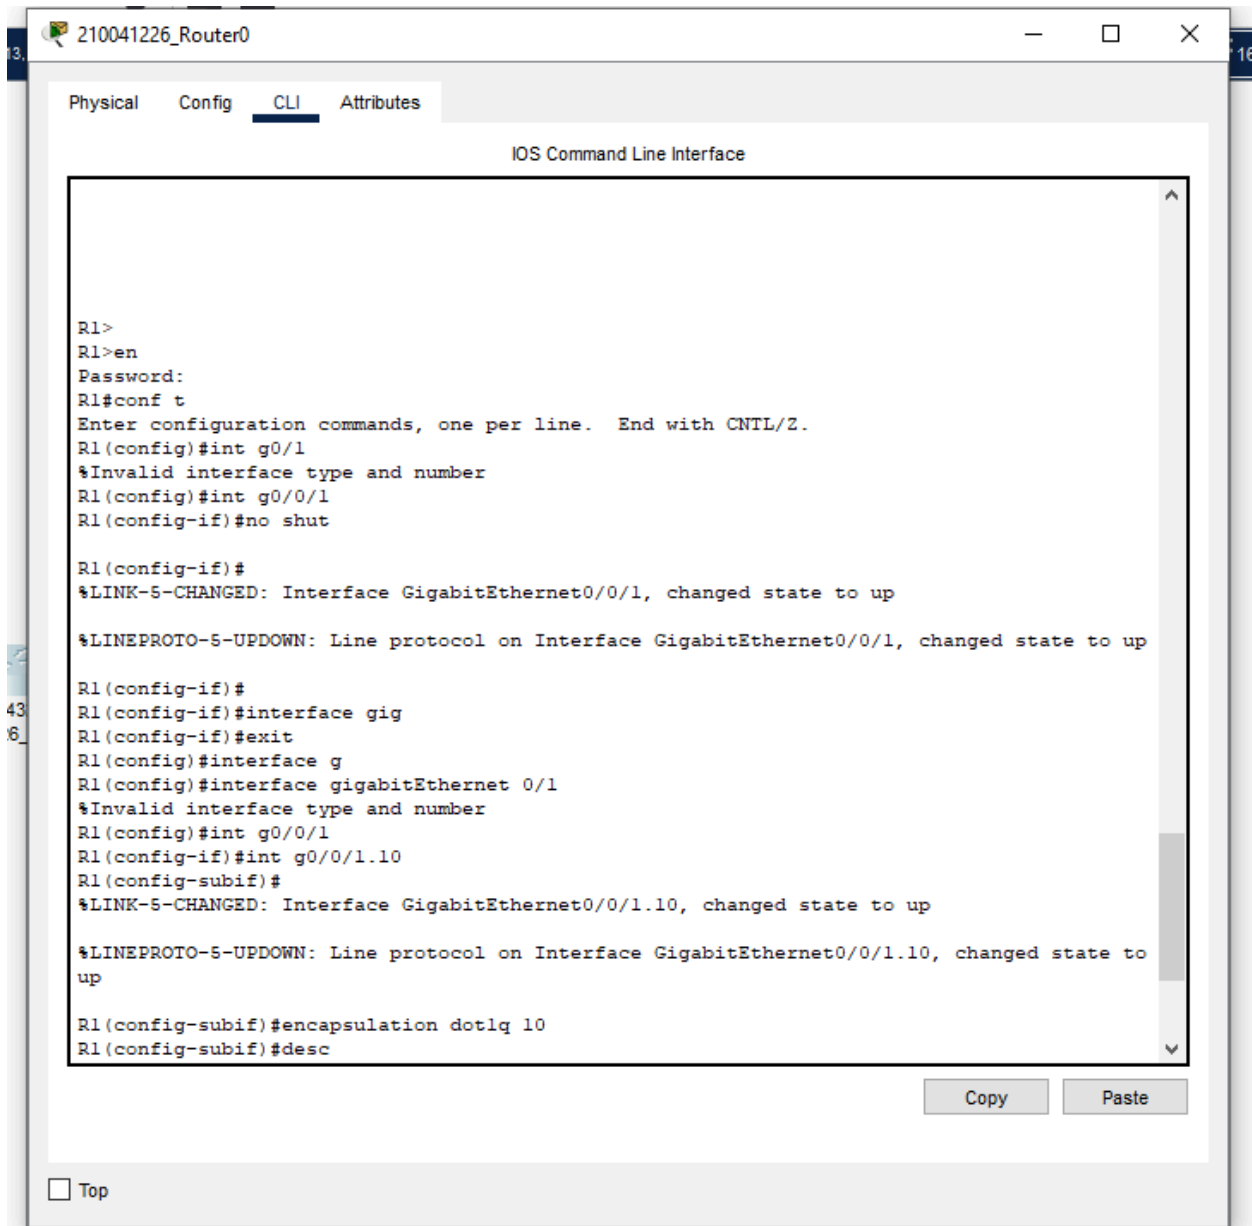 210041226_Router0
13.
16
Physical Config CLI Attributes
IOS Command Line Interface
R1>
R1>en
Password:
R1#conf t
Enter configuration commands, one per line.  End with CNTL/Z.
R1(config)#int g0/1
%Invalid interface type and number
R1(config)#int g0/0/1
R1(config-if)#no shut
R1(config-if)#
%LINK-5-CHANGED: Interface GigabitEthernet0/0/1, changed state to up
%LINEPROTO-5-UPDOWN: Line protocol on Interface GigabitEthernet0/0/1, changed state to up
R1(config-if)#
R1(config-if)#interface gig
R1(config-if)#exit
R1(config)#interface g
R1(config)#interface gigabitEthernet 0/1
%Invalid interface type and number
R1(config)#int g0/0/1
R1(config-if)#int g0/0/1.10
R1(config-subif)#
%LINK-5-CHANGED: Interface GigabitEthernet0/0/1.10, changed state to up
%LINEPROTO-5-UPDOWN: Line protocol on Interface GigabitEthernet0/0/1.10, changed state to
up
R1(config-subif)#encapsulation dot1q 10
R1(config-subif)#desc
43
26_
Copy Paste
Top